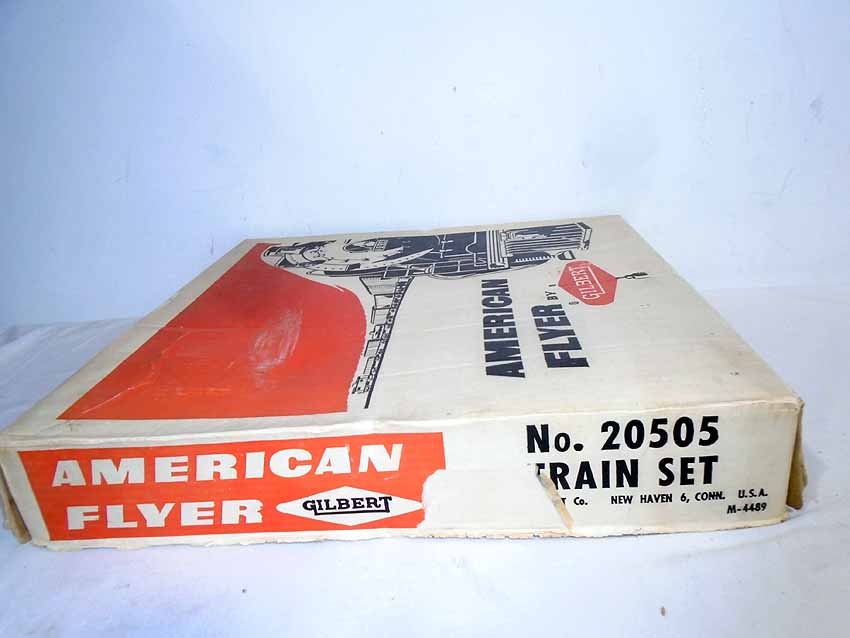 AMERICAN
FLYER BY
GILBERT
AMERICAN
FLYER GILBERT
No. 20505
TRAIN SET
Co. NEW HAVEN 6, CONN. U.S.A.
M-4489